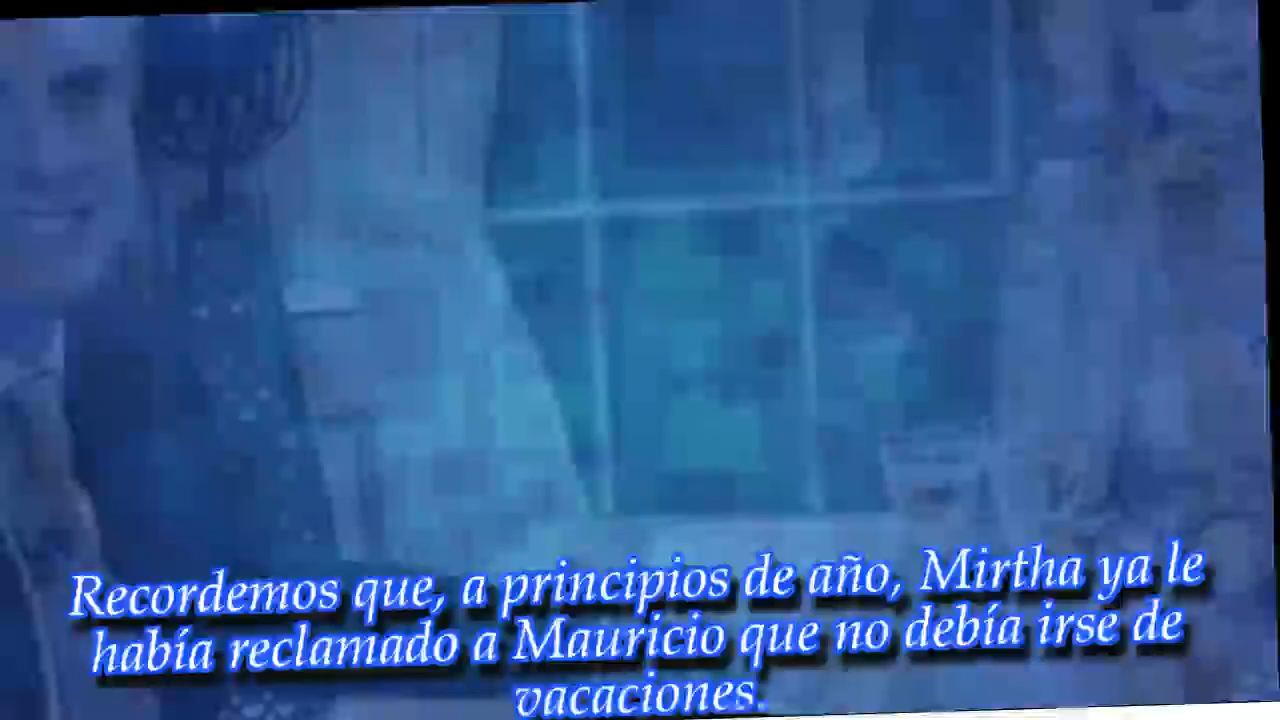 Recordemos que, a principios de año, Mirtha ya le
había reclamado a Mauricio que no debía irse de
vacaciones.